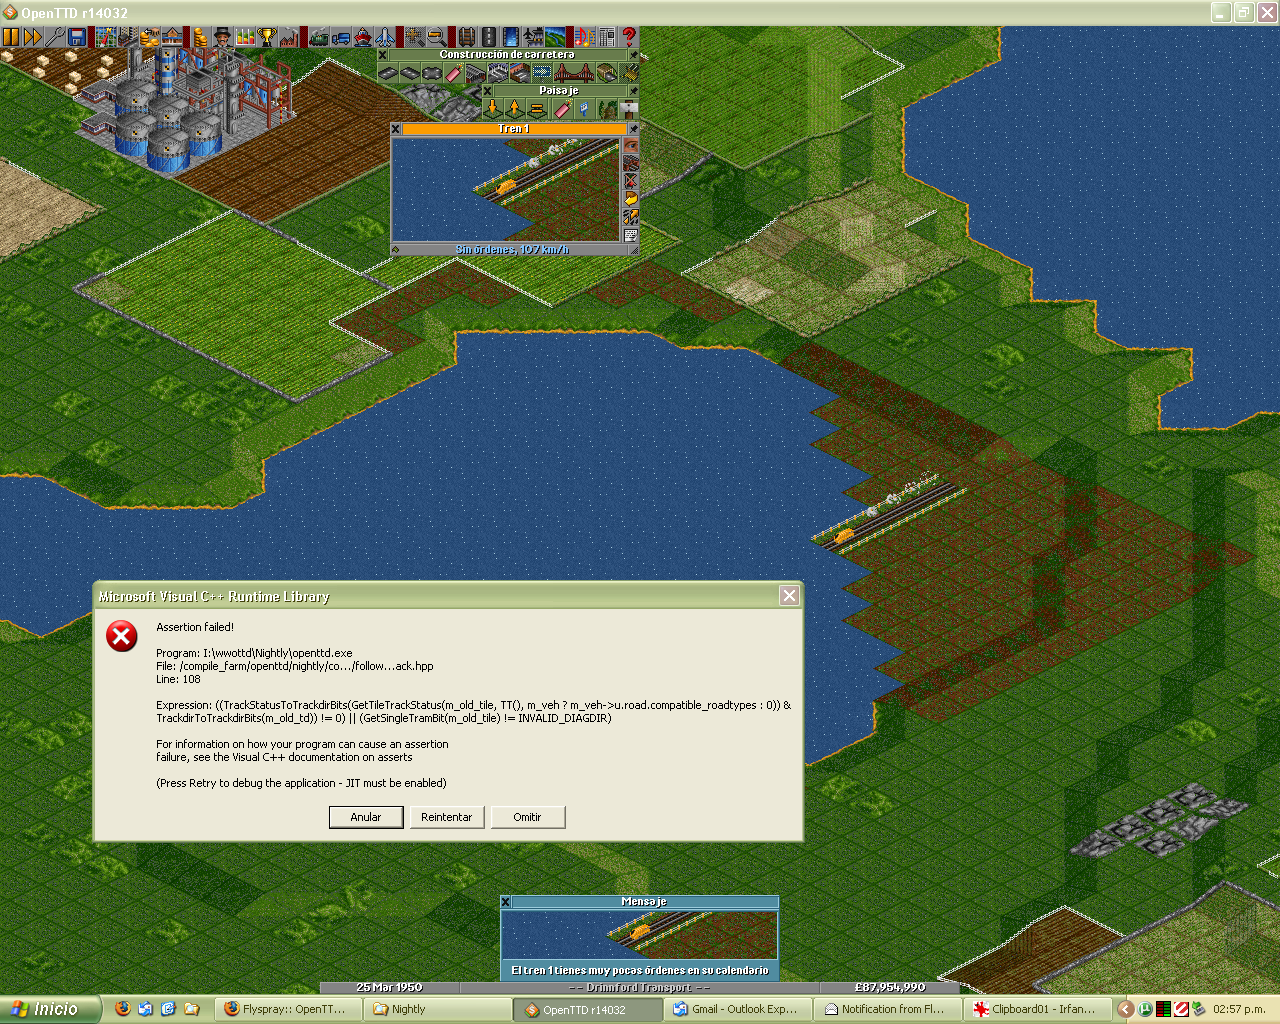 OpenTTD r14032
Construcción de carretera
Paisaje
Tren 1
Sin órdenes, 107 km/h
Microsoft Visual C++ Runtime Library
Assertion failed!
Program: I:\wwottd\Nightly\openttd.exe
File: /compile_farm/openttd/nightly/co.../follow...ack.hpp
Line: 108
Expression: ((TrackStatusToTrackdirBits(GetTileTrackStatus(m_old_tile, TT(), m_veh ? m_veh->u.road.compatible_roadtypes : 0)) &
TrackdirToTrackdirBits(m_old_td)) != 0) || (GetSingleTramBit(m_old_tile) != INVALID_DIAGDIR)
For information on how your program can cause an assertion
failure, see the Visual C++ documentation on asserts
(Press Retry to debug the application - JIT must be enabled)
Anular
Reintentar
Omitir
Mensaje
El tren 1 tienes muy pocas órdenes en su calendario
25 Mar 1950
-- Drinnford Transport --
£87,954,990
Inicio
Flyspray:: OpenTT...
Nightly
OpenTTD r14032
Gmail - Outlook Exp...
Notification from Fl...
Clipboard01 - Irfan...
02:57 p.m.